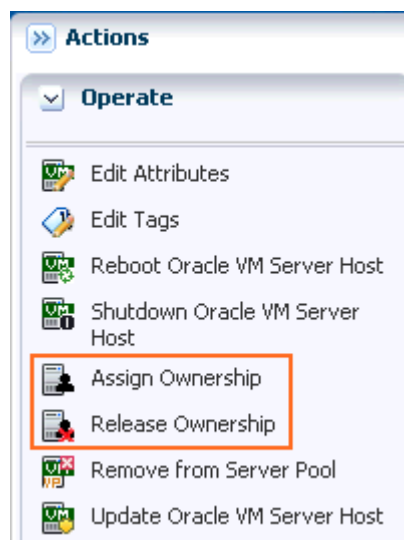 Actions
Operate
Edit Attributes
Edit Tags
Reboot Oracle VM Server Host
Shutdown Oracle VM Server
Host
Assign Ownership
Release Ownership
Remove from Server Pool
Update Oracle VM Server Host